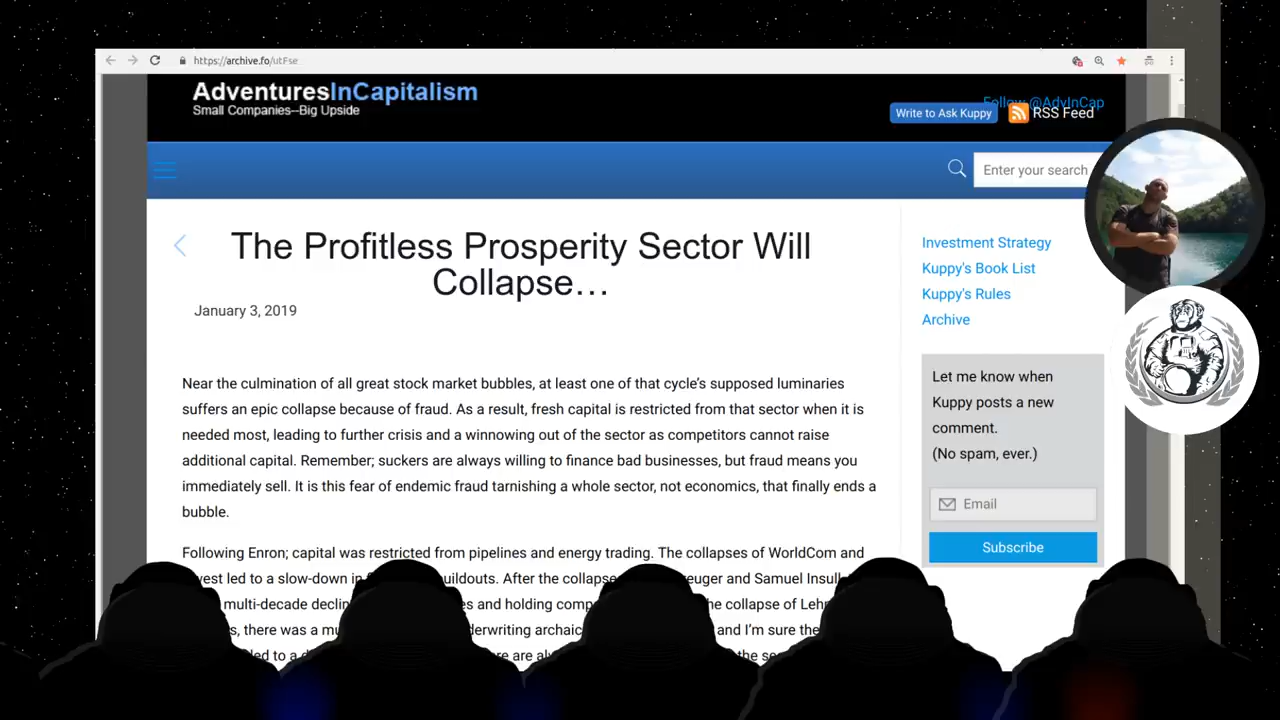 https://archive.fo/utFse
AdventuresInCapitalism
Small Companies--Big Upside
Follow @AdvInCap
Write to Ask Kuppy
RSS Feed
Enter your search
The Profitless Prosperity Sector Will
Collapse…
January 3, 2019
Near the culmination of all great stock market bubbles, at least one of that cycle’s supposed luminaries
suffers an epic collapse because of fraud. As a result, fresh capital is restricted from that sector when it is
needed most, leading to further crisis and a winnowing out of the sector as competitors cannot raise
additional capital. Remember; suckers are always willing to finance bad businesses, but fraud means you
immediately sell. It is this fear of endemic fraud tarnishing a whole sector, not economics, that finally ends a
bubble.
Following Enron; capital was restricted from pipelines and energy trading. The collapses of WorldCom and
led to a slow-down in buildouts. After the collapse and Samuel Insull
multi-decade and holding the collapse of
there was a and I’m sure
to a are
Investment Strategy
Kuppy's Book List
Kuppy's Rules
Archive
Let me know when
Kuppy posts a new
comment.
(No spam, ever.)
Email
Subscribe